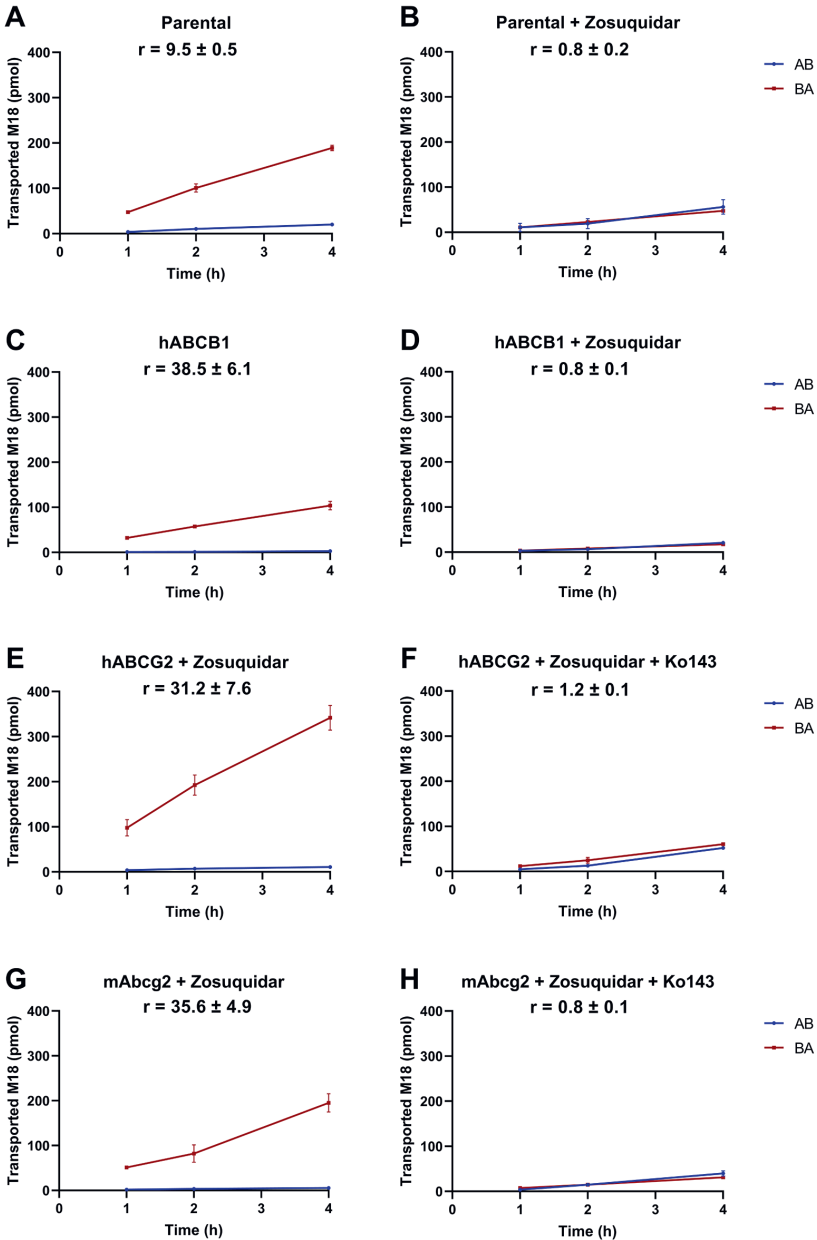 A
Parental
r = 9.5 ± 0.5
Transported M18 (pmol)
400
300
200
100
0
0 1 2 3 4
Time (h)
B
Parental + Zosuquidar
r = 0.8 ± 0.2
Transported M18 (pmol)
400
300
200
100
0
0 1 2 3 4
Time (h)
AB
BA
C
hABCB1
r = 38.5 ± 6.1
Transported M18 (pmol)
400
300
200
100
0
0 1 2 3 4
Time (h)
D
hABCB1 + Zosuquidar
r = 0.8 ± 0.1
Transported M18 (pmol)
400
300
200
100
0
0 1 2 3 4
Time (h)
AB
BA
E
hABCG2 + Zosuquidar
r = 31.2 ± 7.6
Transported M18 (pmol)
400
300
200
100
0
0 1 2 3 4
Time (h)
F
hABCG2 + Zosuquidar + Ko143
r = 1.2 ± 0.1
Transported M18 (pmol)
400
300
200
100
0
0 1 2 3 4
Time (h)
AB
BA
G
mAbcg2 + Zosuquidar
r = 35.6 ± 4.9
Transported M18 (pmol)
400
300
200
100
0
0 1 2 3 4
Time (h)
H
mAbcg2 + Zosuquidar + Ko143
r = 0.8 ± 0.1
Transported M18 (pmol)
400
300
200
100
0
0 1 2 3 4
Time (h)
AB
BA